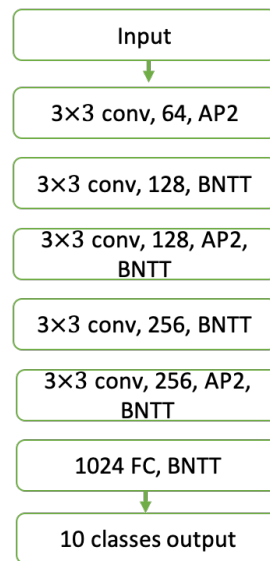 Input
3×3 conv, 64, AP2
3×3 conv, 128, BNTT
3×3 conv, 128, AP2,
BNTT
3×3 conv, 256, BNTT
3×3 conv, 256, AP2,
BNTT
1024 FC, BNTT
10 classes output